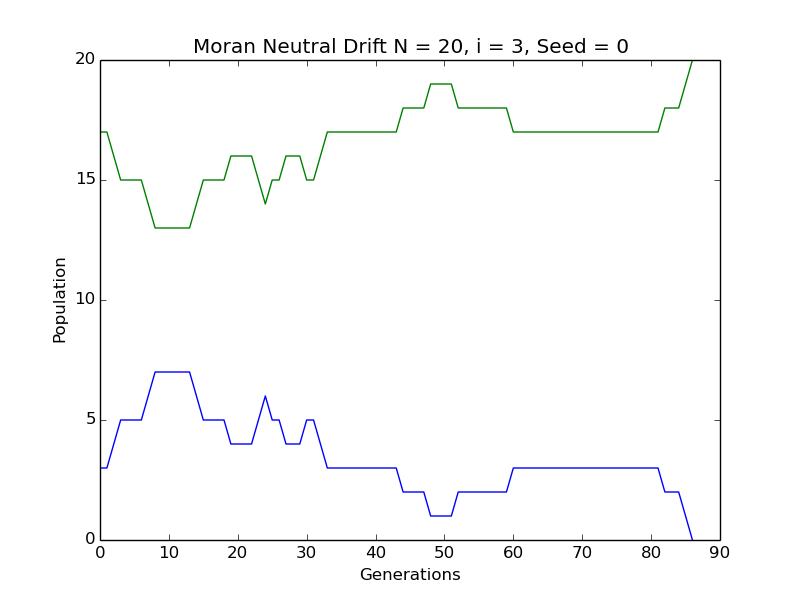 Moran Neutral Drift N = 20, i = 3, Seed = 0
20
15
10
5
0
Population
0 10 20 30 40 50 60 70 80 90
Generations